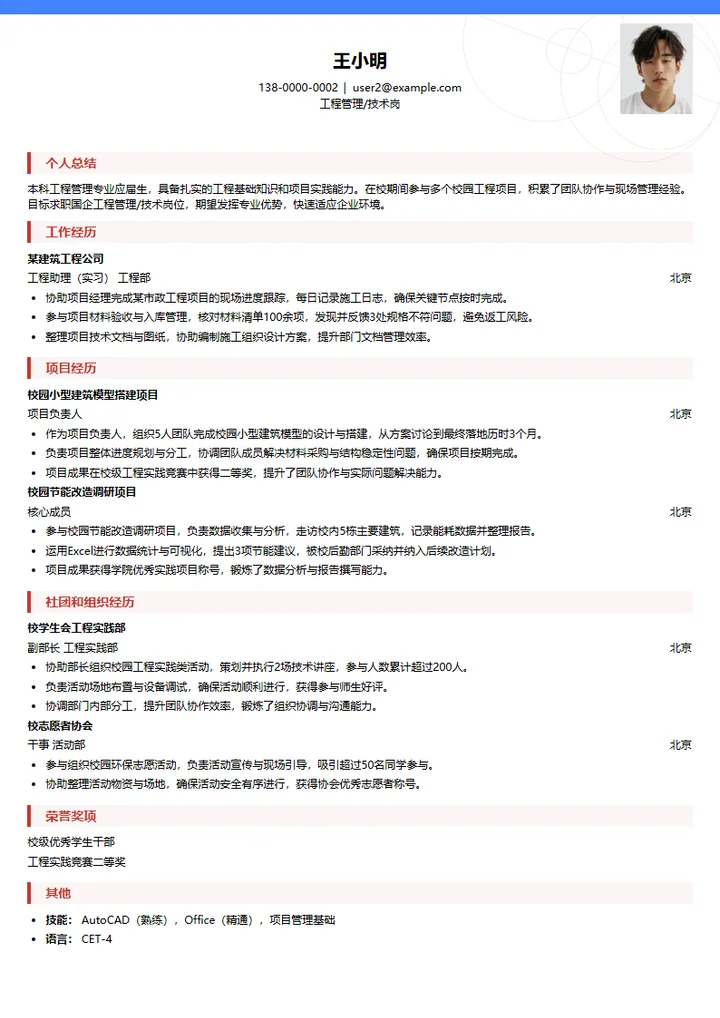 王小明
138-0000-0002 | user2@example.com
工程管理/技术岗
个人总结
本科工程管理专业应届生，具备扎实的工程基础知识和项目实践能力。在校期间参与多个校园工程项目，积累了团队协作与现场管理经验。
目标求职国企工程管理/技术岗位，期望发挥专业优势，快速适应企业环境。
工作经历
某建筑工程公司
工程助理（实习） 工程部 北京
• 协助项目经理完成某市政工程项目的现场进度跟踪，每日记录施工日志，确保关键节点按时完成。
• 参与项目材料验收与入库管理，核对材料清单100余项，发现并反馈3处规格不符问题，避免返工风险。
• 整理项目技术文档与图纸，协助编制施工组织设计方案，提升部门文档管理效率。
项目经历
校园小型建筑模型搭建项目
项目负责人 北京
• 作为项目负责人，组织5人团队完成校园小型建筑模型的设计与搭建，从方案讨论到最终落地历时3个月。
• 负责项目整体进度规划与分工，协调团队成员解决材料采购与结构稳定性问题，确保项目按期完成。
• 项目成果在校级工程实践竞赛中获得二等奖，提升了团队协作与实际问题解决能力。
校园节能改造调研项目
核心成员 北京
• 参与校园节能改造调研项目，负责数据收集与分析，走访校内5栋主要建筑，记录能耗数据并整理报告。
• 运用Excel进行数据统计与可视化，提出3项节能建议，被校后勤部门采纳并纳入后续改造计划。
• 项目成果获得学院优秀实践项目称号，锻炼了数据分析与报告撰写能力。
社团和组织经历
校学生会工程实践部
副部长 工程实践部 北京
• 协助部长组织校园工程实践类活动，策划并执行2场技术讲座，参与人数累计超过200人。
• 负责活动场地布置与设备调试，确保活动顺利进行，获得参与师生好评。
• 协调部门内部分工，提升团队协作效率，锻炼了组织协调与沟通能力。
校志愿者协会
干事 活动部 北京
• 参与组织校园环保志愿活动，负责活动宣传与现场引导，吸引超过50名同学参与。
• 协助整理活动物资与场地，确保活动安全有序进行，获得协会优秀志愿者称号。
荣誉奖项
校级优秀学生干部
工程实践竞赛二等奖
其他
• 技能： AutoCAD（熟练），Office（精通），项目管理基础
• 语言： CET-4